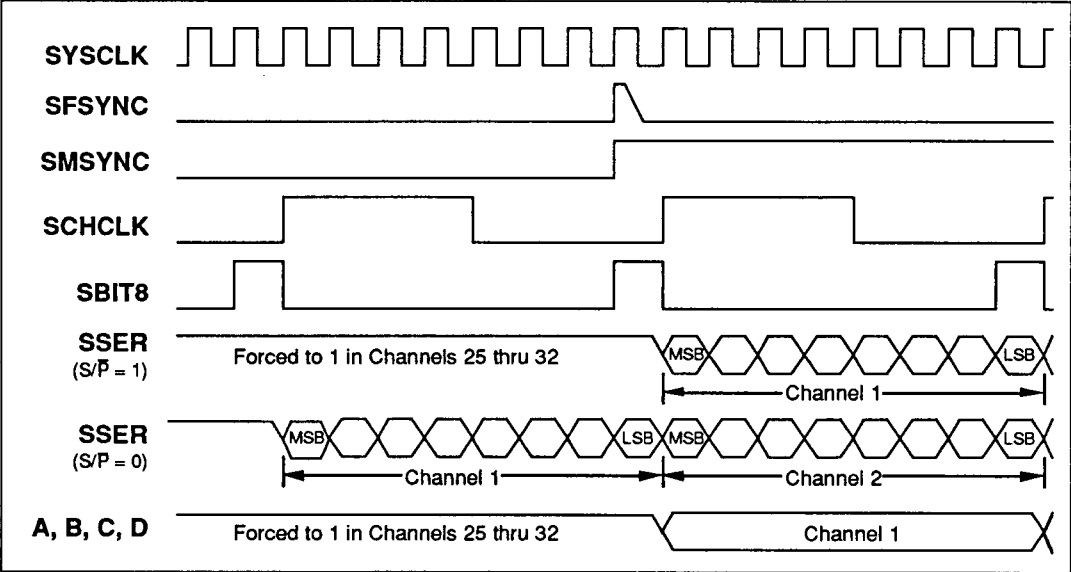 SYSCLK
SFSYNC
SMSYNC
SCHCLK
SBIT8
SSER
(S/P̅ = 1)
Forced to 1 in Channels 25 thru 32
MSB
LSB
Channel 1
SSER
(S/P̅ = 0)
MSB
LSB
MSB
LSB
Channel 1
Channel 2
A, B, C, D
Forced to 1 in Channels 25 thru 32
Channel 1